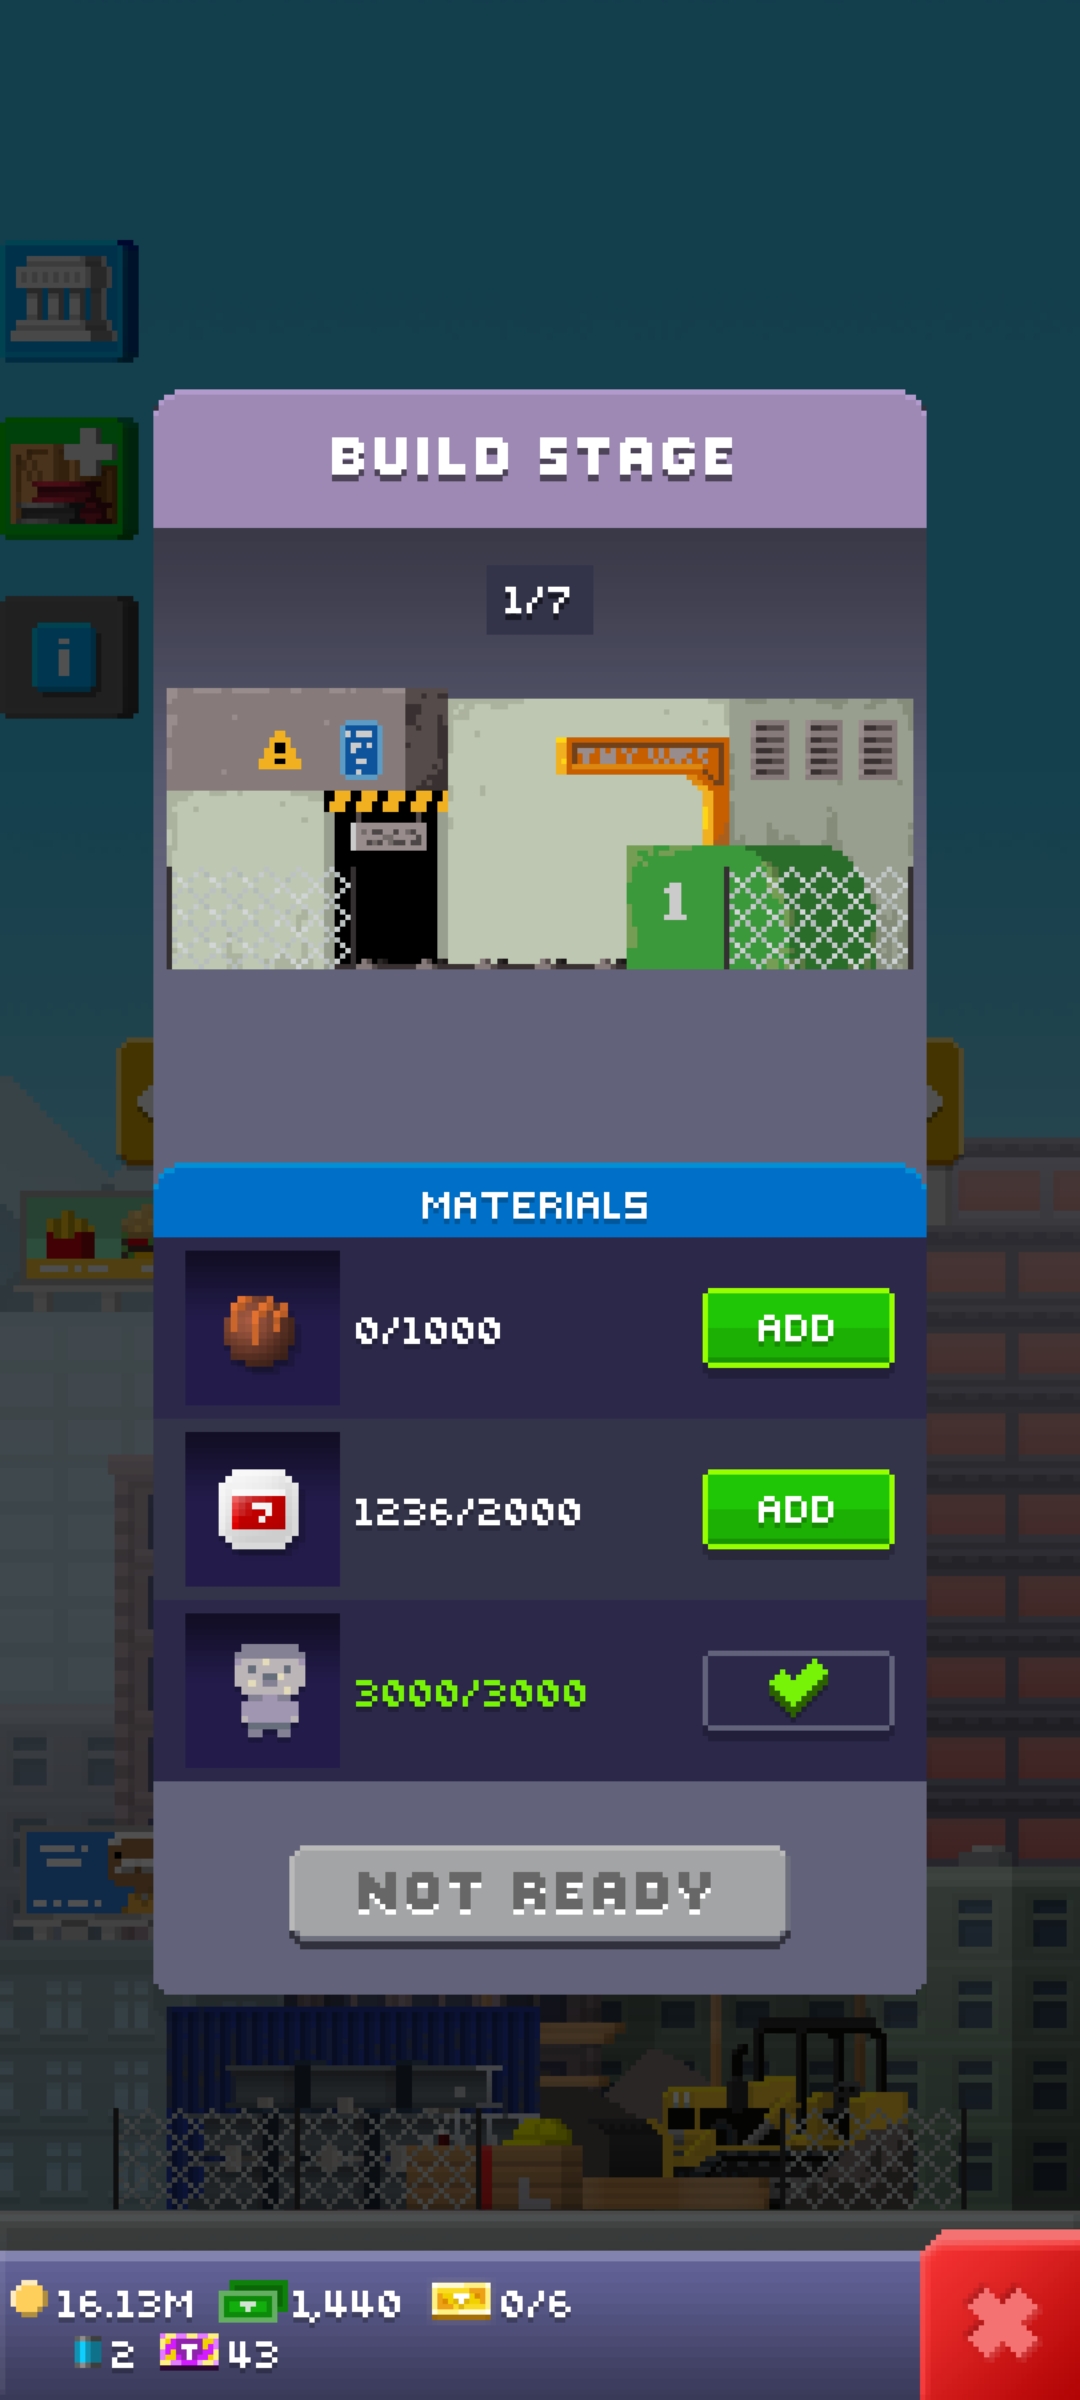 BUILD STAGE
1/7
1
MATERIALS
0/1000
ADD
1236/2000
ADD
3000/3000
NOT READY
16.13M 1,440 0/6
2 43